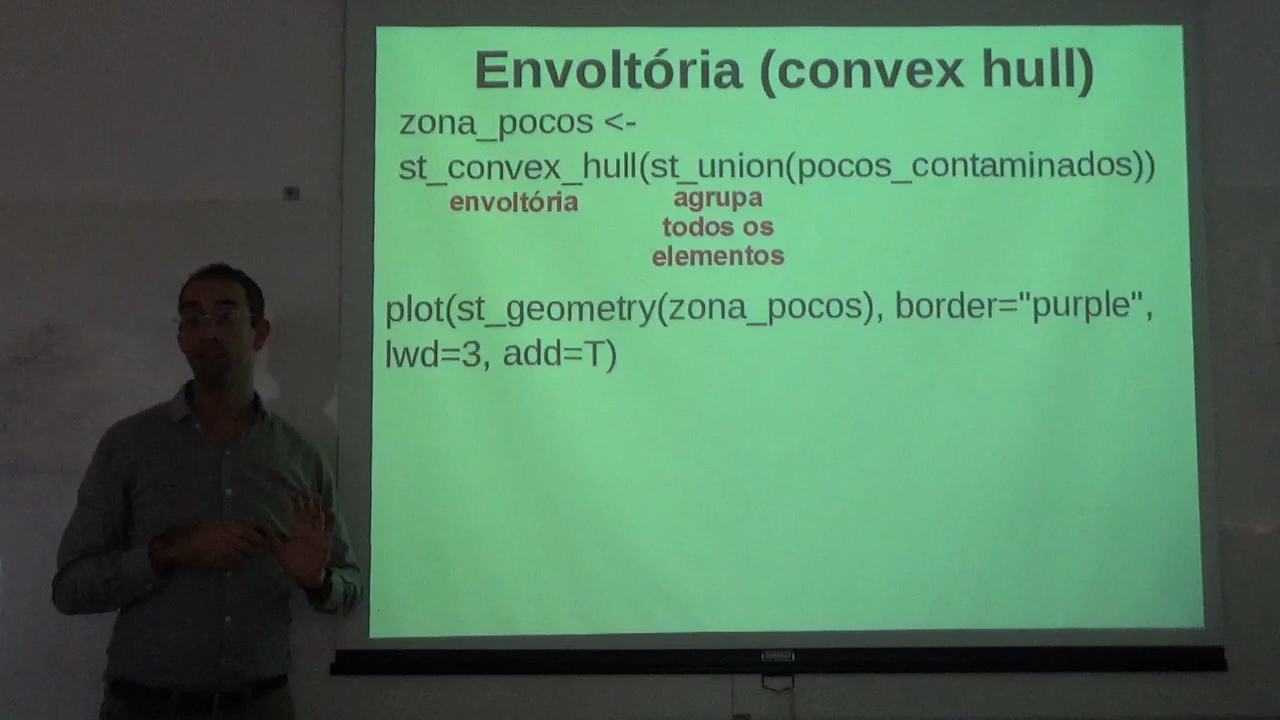 Envoltória (convex hull)
zona_pocos <-
st_convex_hull(st_union(pocos_contaminados))
envoltória agrupa
todos os
elementos
plot(st_geometry(zona_pocos), border="purple",
lwd=3, add=T)